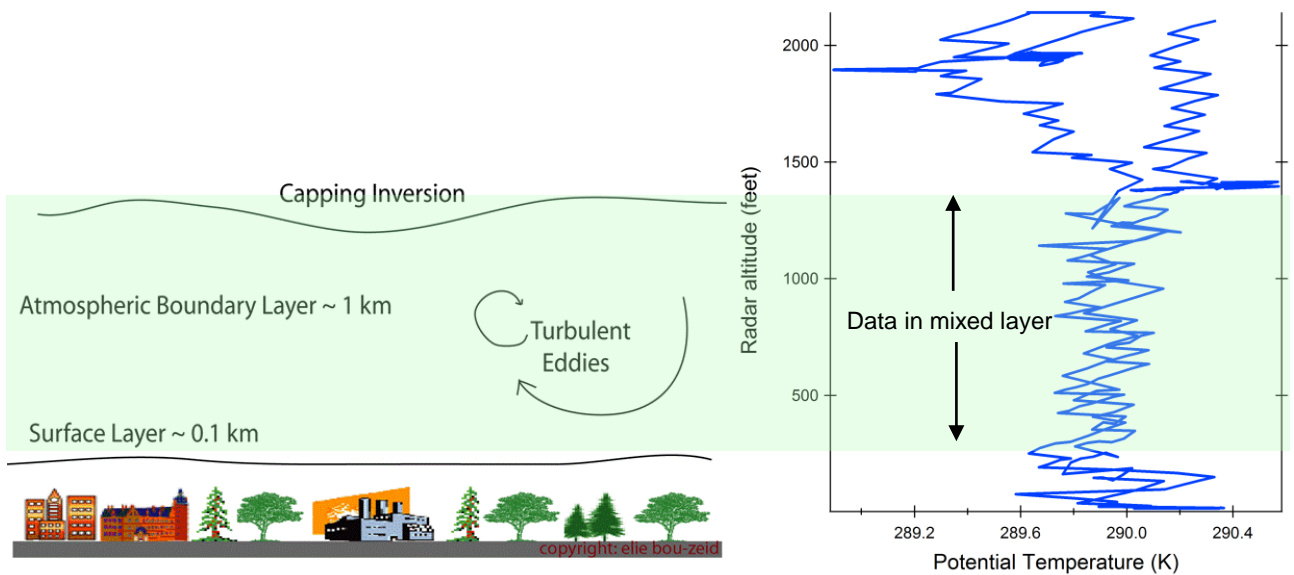 Capping Inversion
Atmospheric Boundary Layer ~ 1 km
Turbulent
Eddies
Surface Layer ~ 0.1 km
copyright: elie bou-zeid
Radar altitude (feet)
2000
1500
1000
500
Data in mixed layer
289.2
289.6
290.0
290.4
Potential Temperature (K)